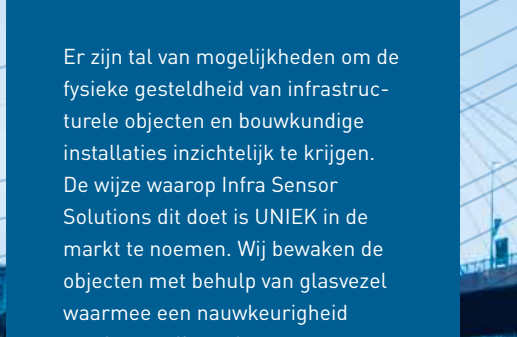 Er zijn tal van mogelijkheden om de
fysieke gesteldheid van infrastruc-
turele objecten en bouwkundige
installaties inzichtelijk te krijgen.
De wijze waarop Infra Sensor
Solutions dit doet is UNIEK in de
markt te noemen. Wij bewaken de
objecten met behulp van glasvezel
waarmee een nauwkeurigheid